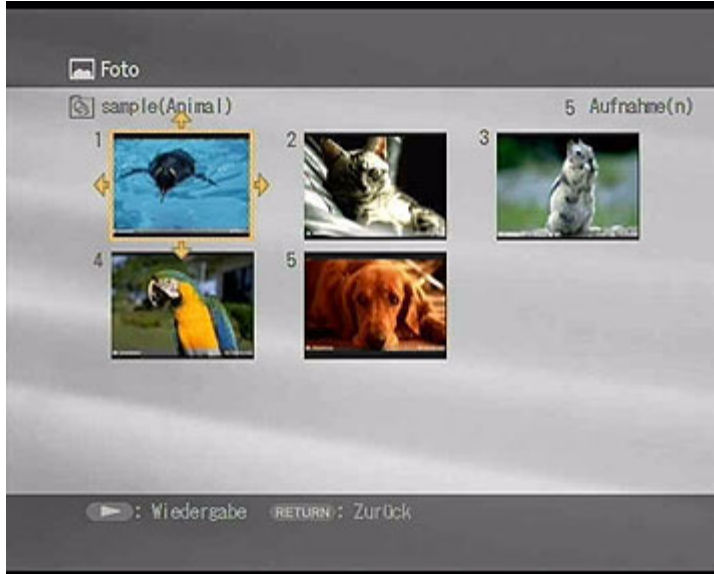 Foto
sample(Animal)
5 Aufnahme(n)
1
2
3
4
5
: Wiedergabe RETURN : Zurück